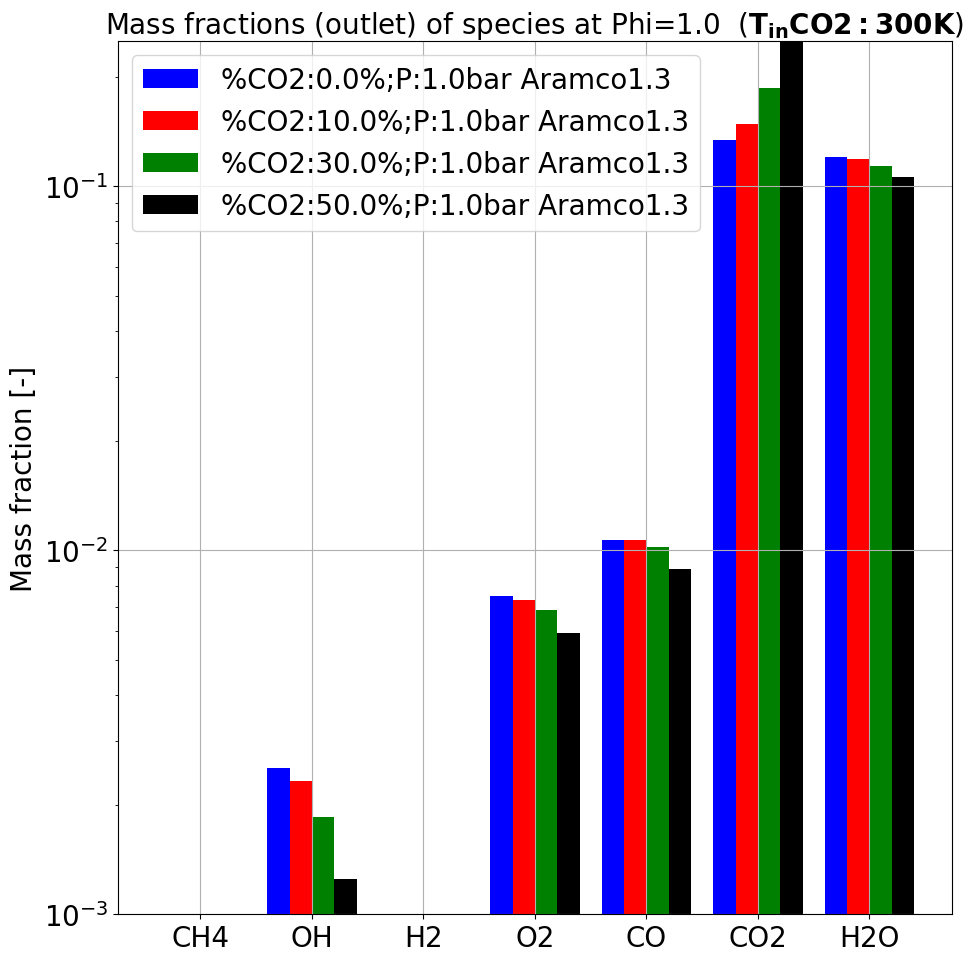 Mass fractions (outlet) of species at Phi=1.0 (T_in CO2 : 300K)
%CO2:0.0%;P:1.0bar Aramco1.3
%CO2:10.0%;P:1.0bar Aramco1.3
%CO2:30.0%;P:1.0bar Aramco1.3
%CO2:50.0%;P:1.0bar Aramco1.3
Mass fraction [-]
10⁻¹
10⁻²
10⁻³
CH4 OH H2 O2 CO CO2 H2O